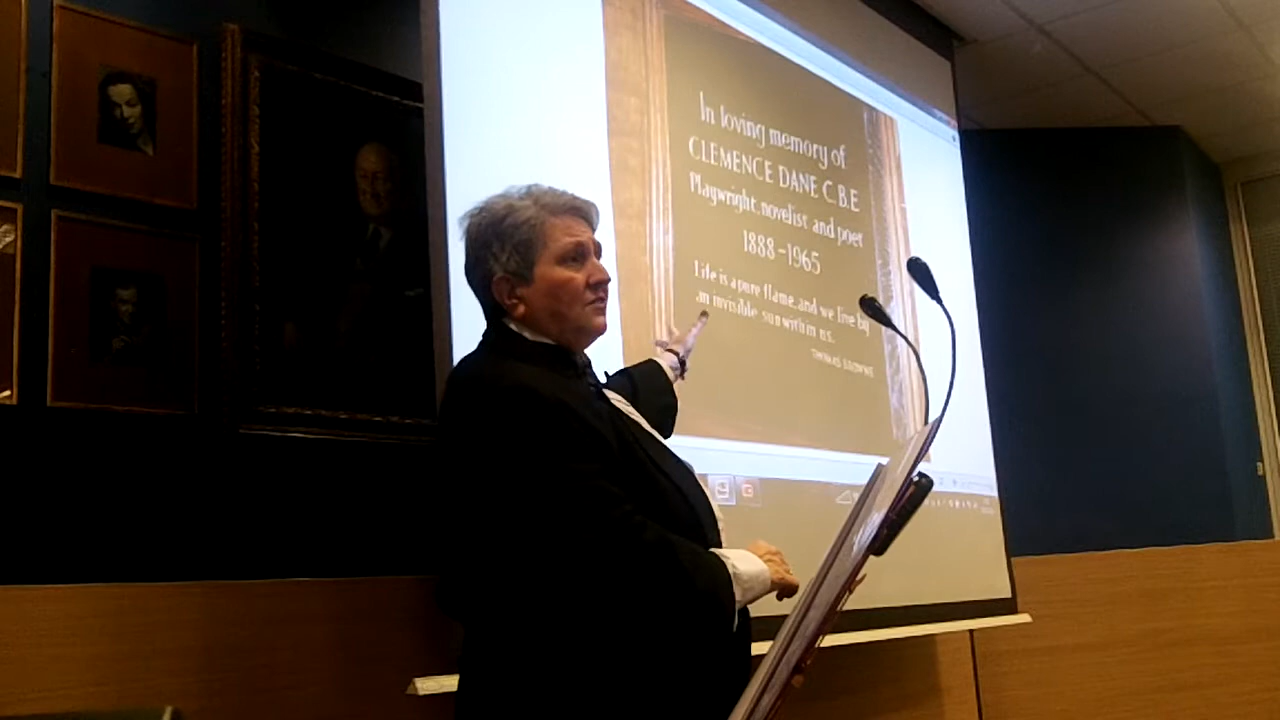 In loving memory of
CLEMENCE DANE C.B.E
Playwright, novelist and poet
1888-1965
Life is a pure flame, and we live by
an invisible sun within us.
THOMAS BROWNE